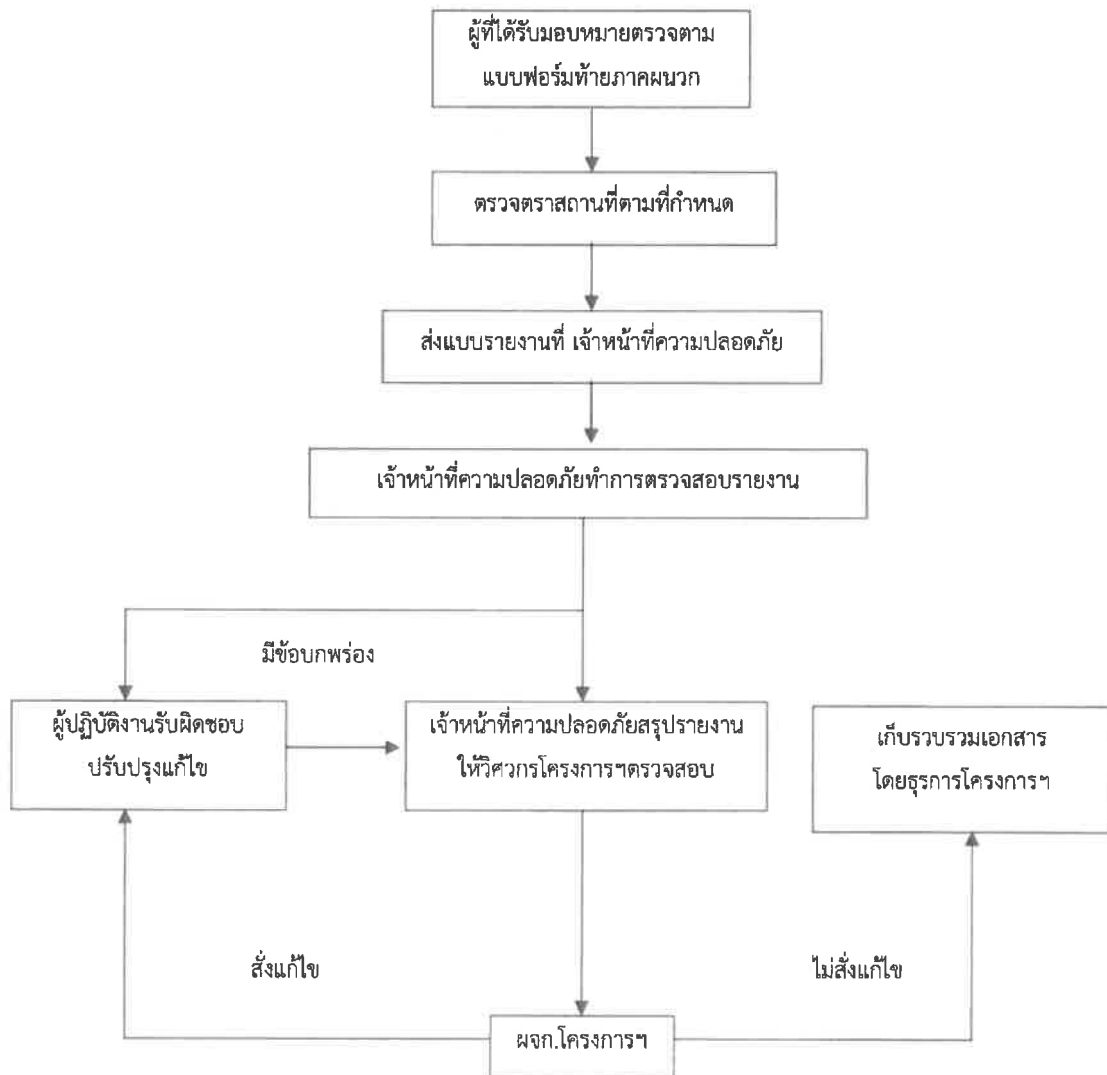 ผู้ที่ได้รับมอบหมายตรวจตาม
แบบฟอร์มท้ายภาคผนวก
ตรวจตราสถานที่ตามที่กำหนด
ส่งแบบรายงานที่ เจ้าหน้าที่ความปลอดภัย
เจ้าหน้าที่ความปลอดภัยทำการตรวจสอบรายงาน
มีข้อบกพร่อง
ผู้ปฏิบัติงานรับผิดชอบ
ปรับปรุงแก้ไข
เจ้าหน้าที่ความปลอดภัยสรุปรายงาน
ให้วิศวกรโครงการฯตรวจสอบ
เก็บรวบรวมเอกสาร
โดยธุรการโครงการฯ
สั่งแก้ไข
ไม่สั่งแก้ไข
ผจก.โครงการฯ